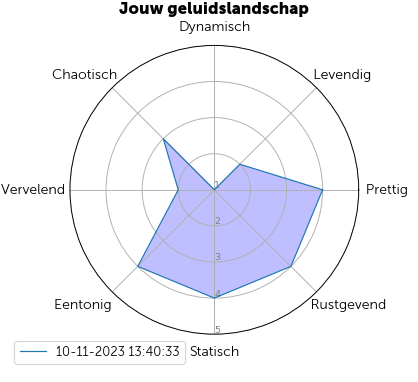 Jouw geluidslandschap
Dynamisch
Chaotisch
Levendig
Vervelend
Prettig
1
2
3
4
5
Eentonig
Rustgevend
10-11-2023 13:40:33
Statisch